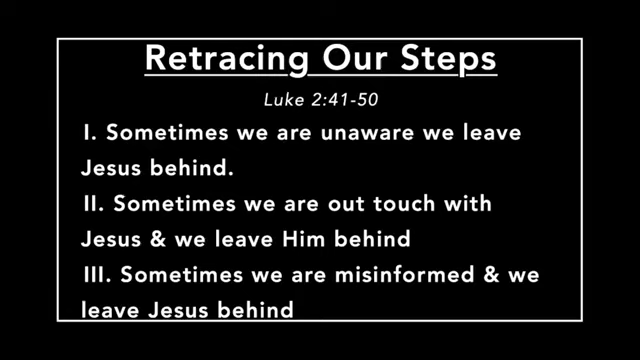 Retracing Our Steps
Luke 2:41-50
I. Sometimes we are unaware we leave
Jesus behind.
II. Sometimes we are out touch with
Jesus & we leave Him behind
III. Sometimes we are misinformed & we
leave Jesus behind